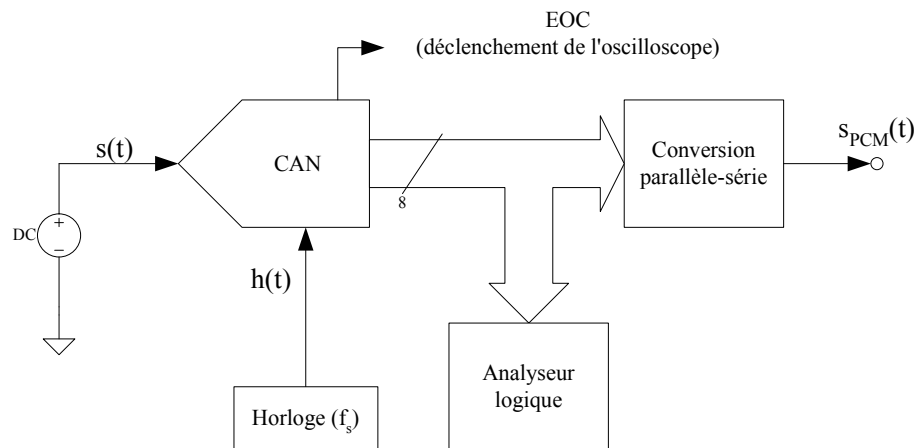 EOC
(déclenchement de l'oscilloscope)
s(t)
CAN
8
Conversion
parallèle-série
sPCM(t)
DC
+
−
h(t)
Horloge (fs)
Analyseur
logique